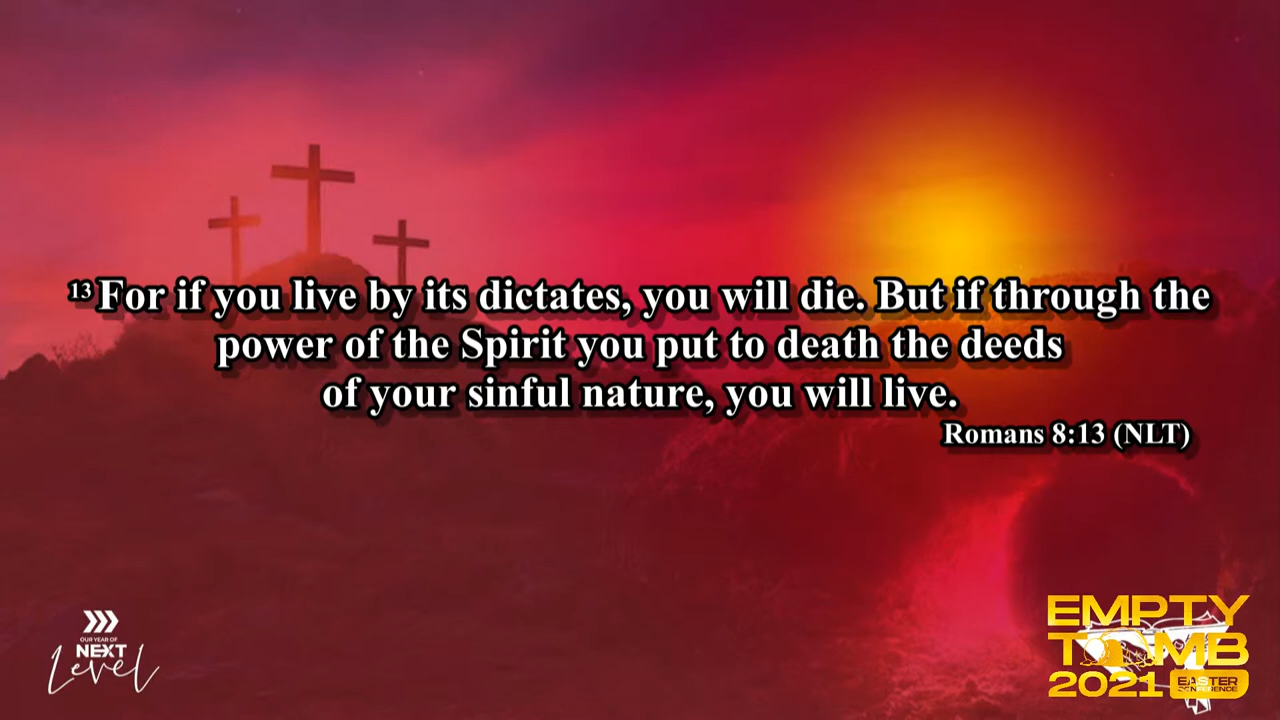 13 For if you live by its dictates, you will die. But if through the
power of the Spirit you put to death the deeds
of your sinful nature, you will live.
Romans 8:13 (NLT)
OUR YEAR OF
NEXT
Level
EMPTY
TOMB
2021 EASTER
CONFERENCE